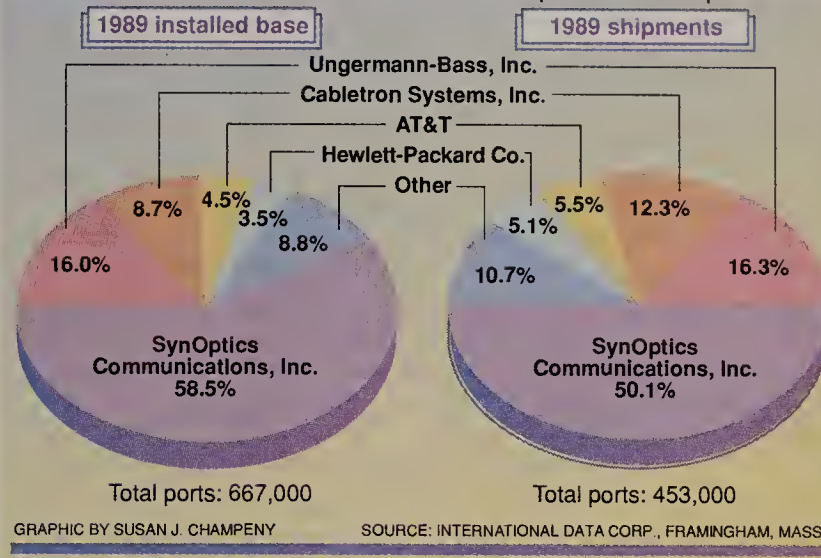 1989 installed base
1989 shipments
Ungermann-Bass, Inc.
Cabletron Systems, Inc.
AT&T
Hewlett-Packard Co.
Other
8.7%
4.5%
3.5%
8.8%
16.0%
5.1%
5.5%
12.3%
10.7%
16.3%
SynOptics
Communications, Inc.
58.5%
SynOptics
Communications, Inc.
50.1%
Total ports: 667,000
Total ports: 453,000
GRAPHIC BY SUSAN J. CHAMPENY
SOURCE: INTERNATIONAL DATA CORP., FRAMINGHAM, MASS